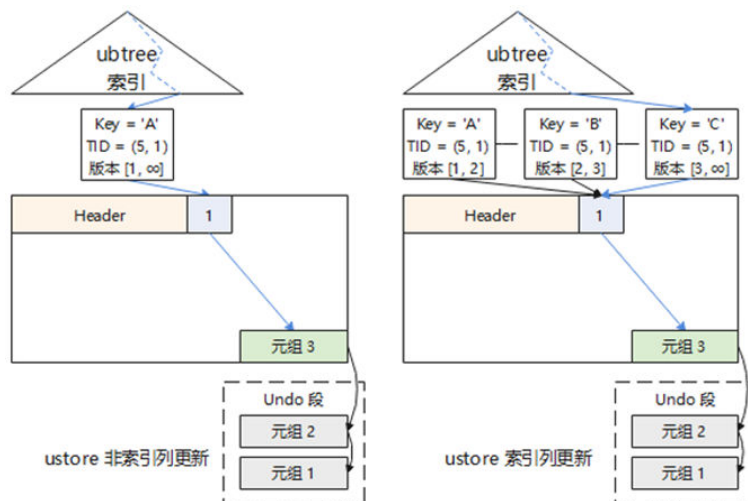 ubtree
索引
Key = 'A'
TID = (5, 1)
版本 [1, ∞]
Header
1
元组 3
Undo 段
元组 2
元组 1
ustore 非索引列更新
ubtree
索引
Key = 'A'
TID = (5, 1)
版本 [1, 2]
Key = 'B'
TID = (5, 1)
版本 [2, 3]
Key = 'C'
TID = (5, 1)
版本 [3, ∞]
Header
1
元组 3
Undo 段
元组 2
元组 1
ustore 索引列更新